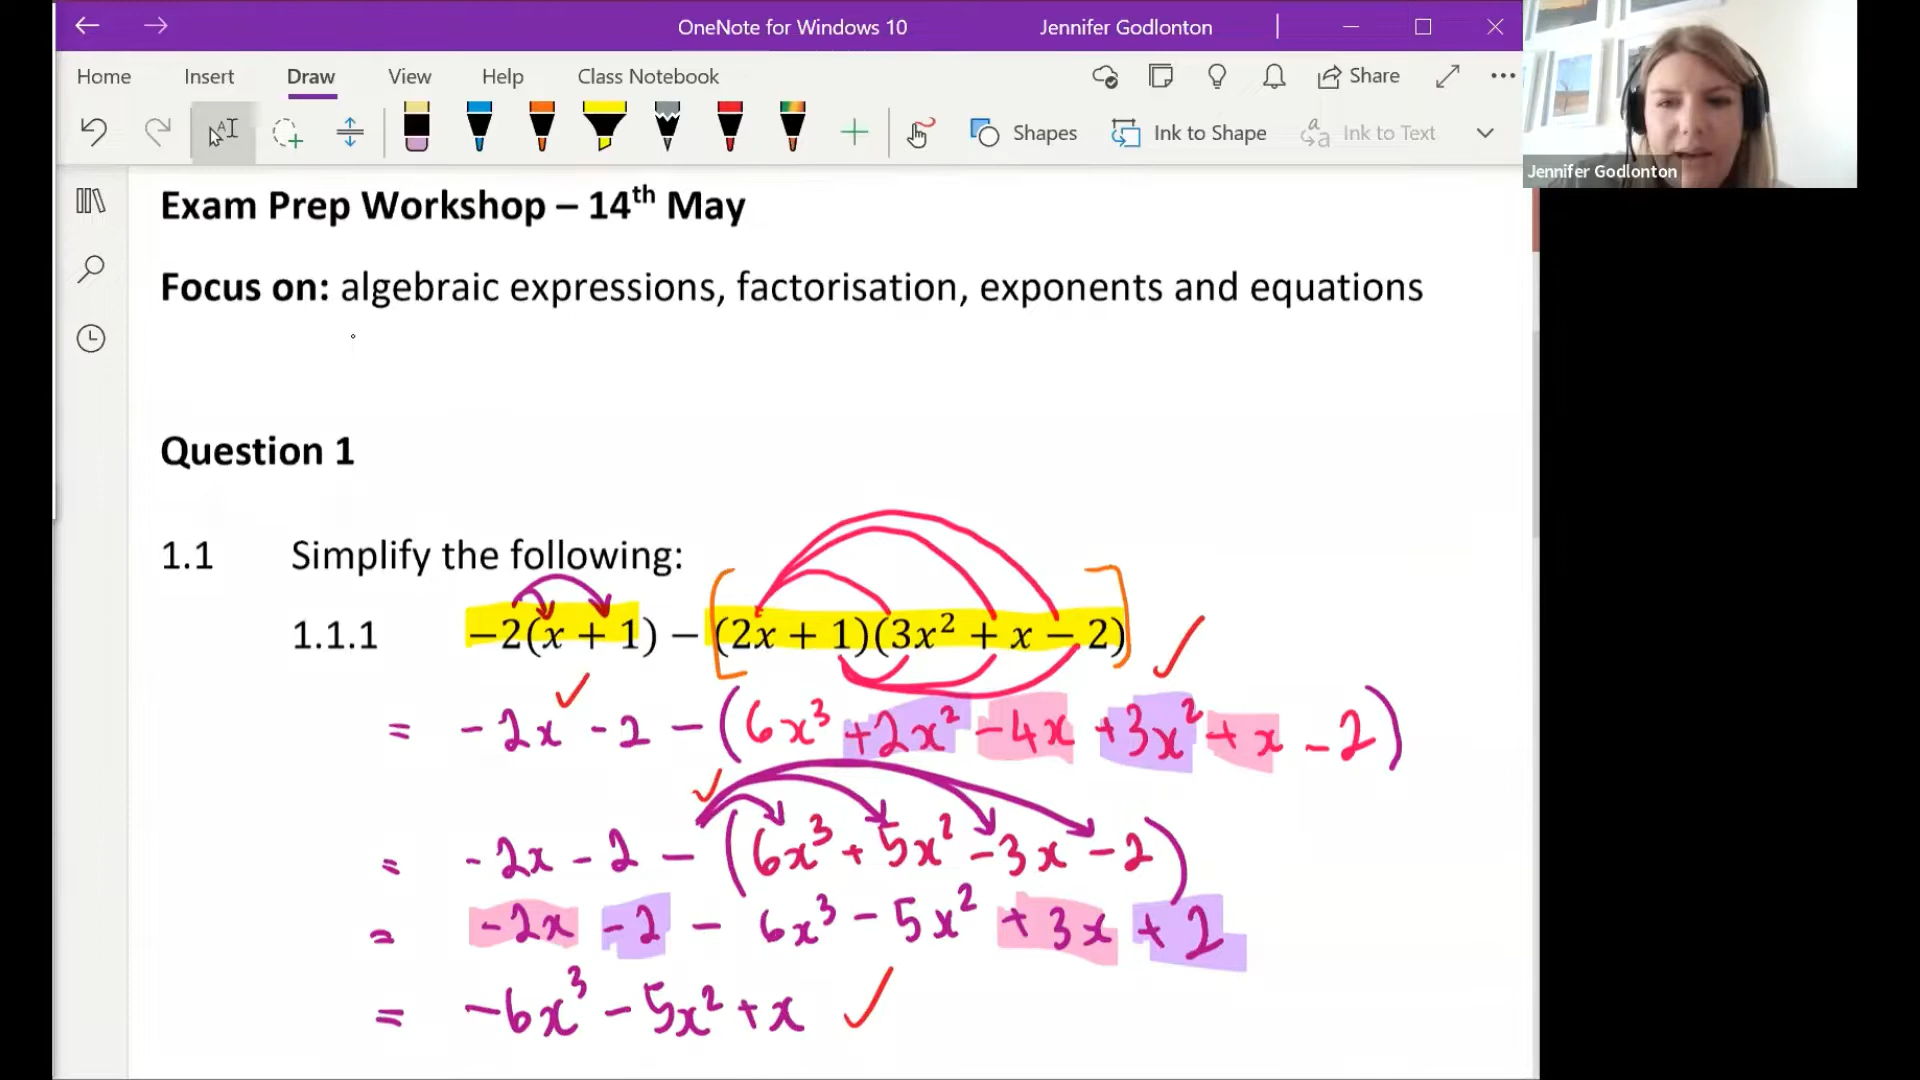 OneNote for Windows 10 Jennifer Godlonton
Home Insert Draw View Help Class Notebook Share
Shapes Ink to Shape Ink to Text
Jennifer Godlonton
Exam Prep Workshop – 14th May
Focus on: algebraic expressions, factorisation, exponents and equations
Question 1
1.1 Simplify the following:
1.1.1 −2(x + 1) − [(2x + 1)(3x² + x − 2)] ✓
= -2x - 2 - (6x³ + 2x² - 4x + 3x² + x - 2)
= -2x - 2 - (6x³ + 5x² - 3x - 2)
= -2x - 2 - 6x³ - 5x² + 3x + 2
= -6x³ - 5x² + x ✓